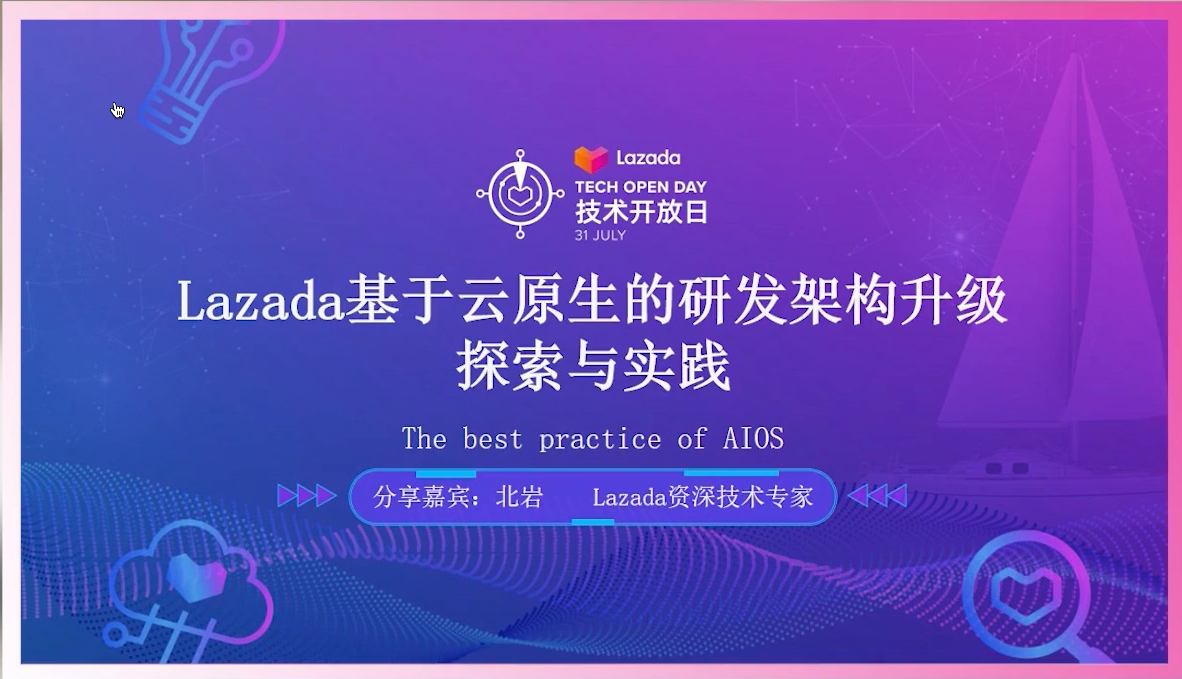 Lazada
TECH OPEN DAY
技术开放日
31 JULY
Lazada基于云原生的研发架构升级
探索与实践
The best practice of AIOS
分享嘉宾：北岩 Lazada资深技术专家